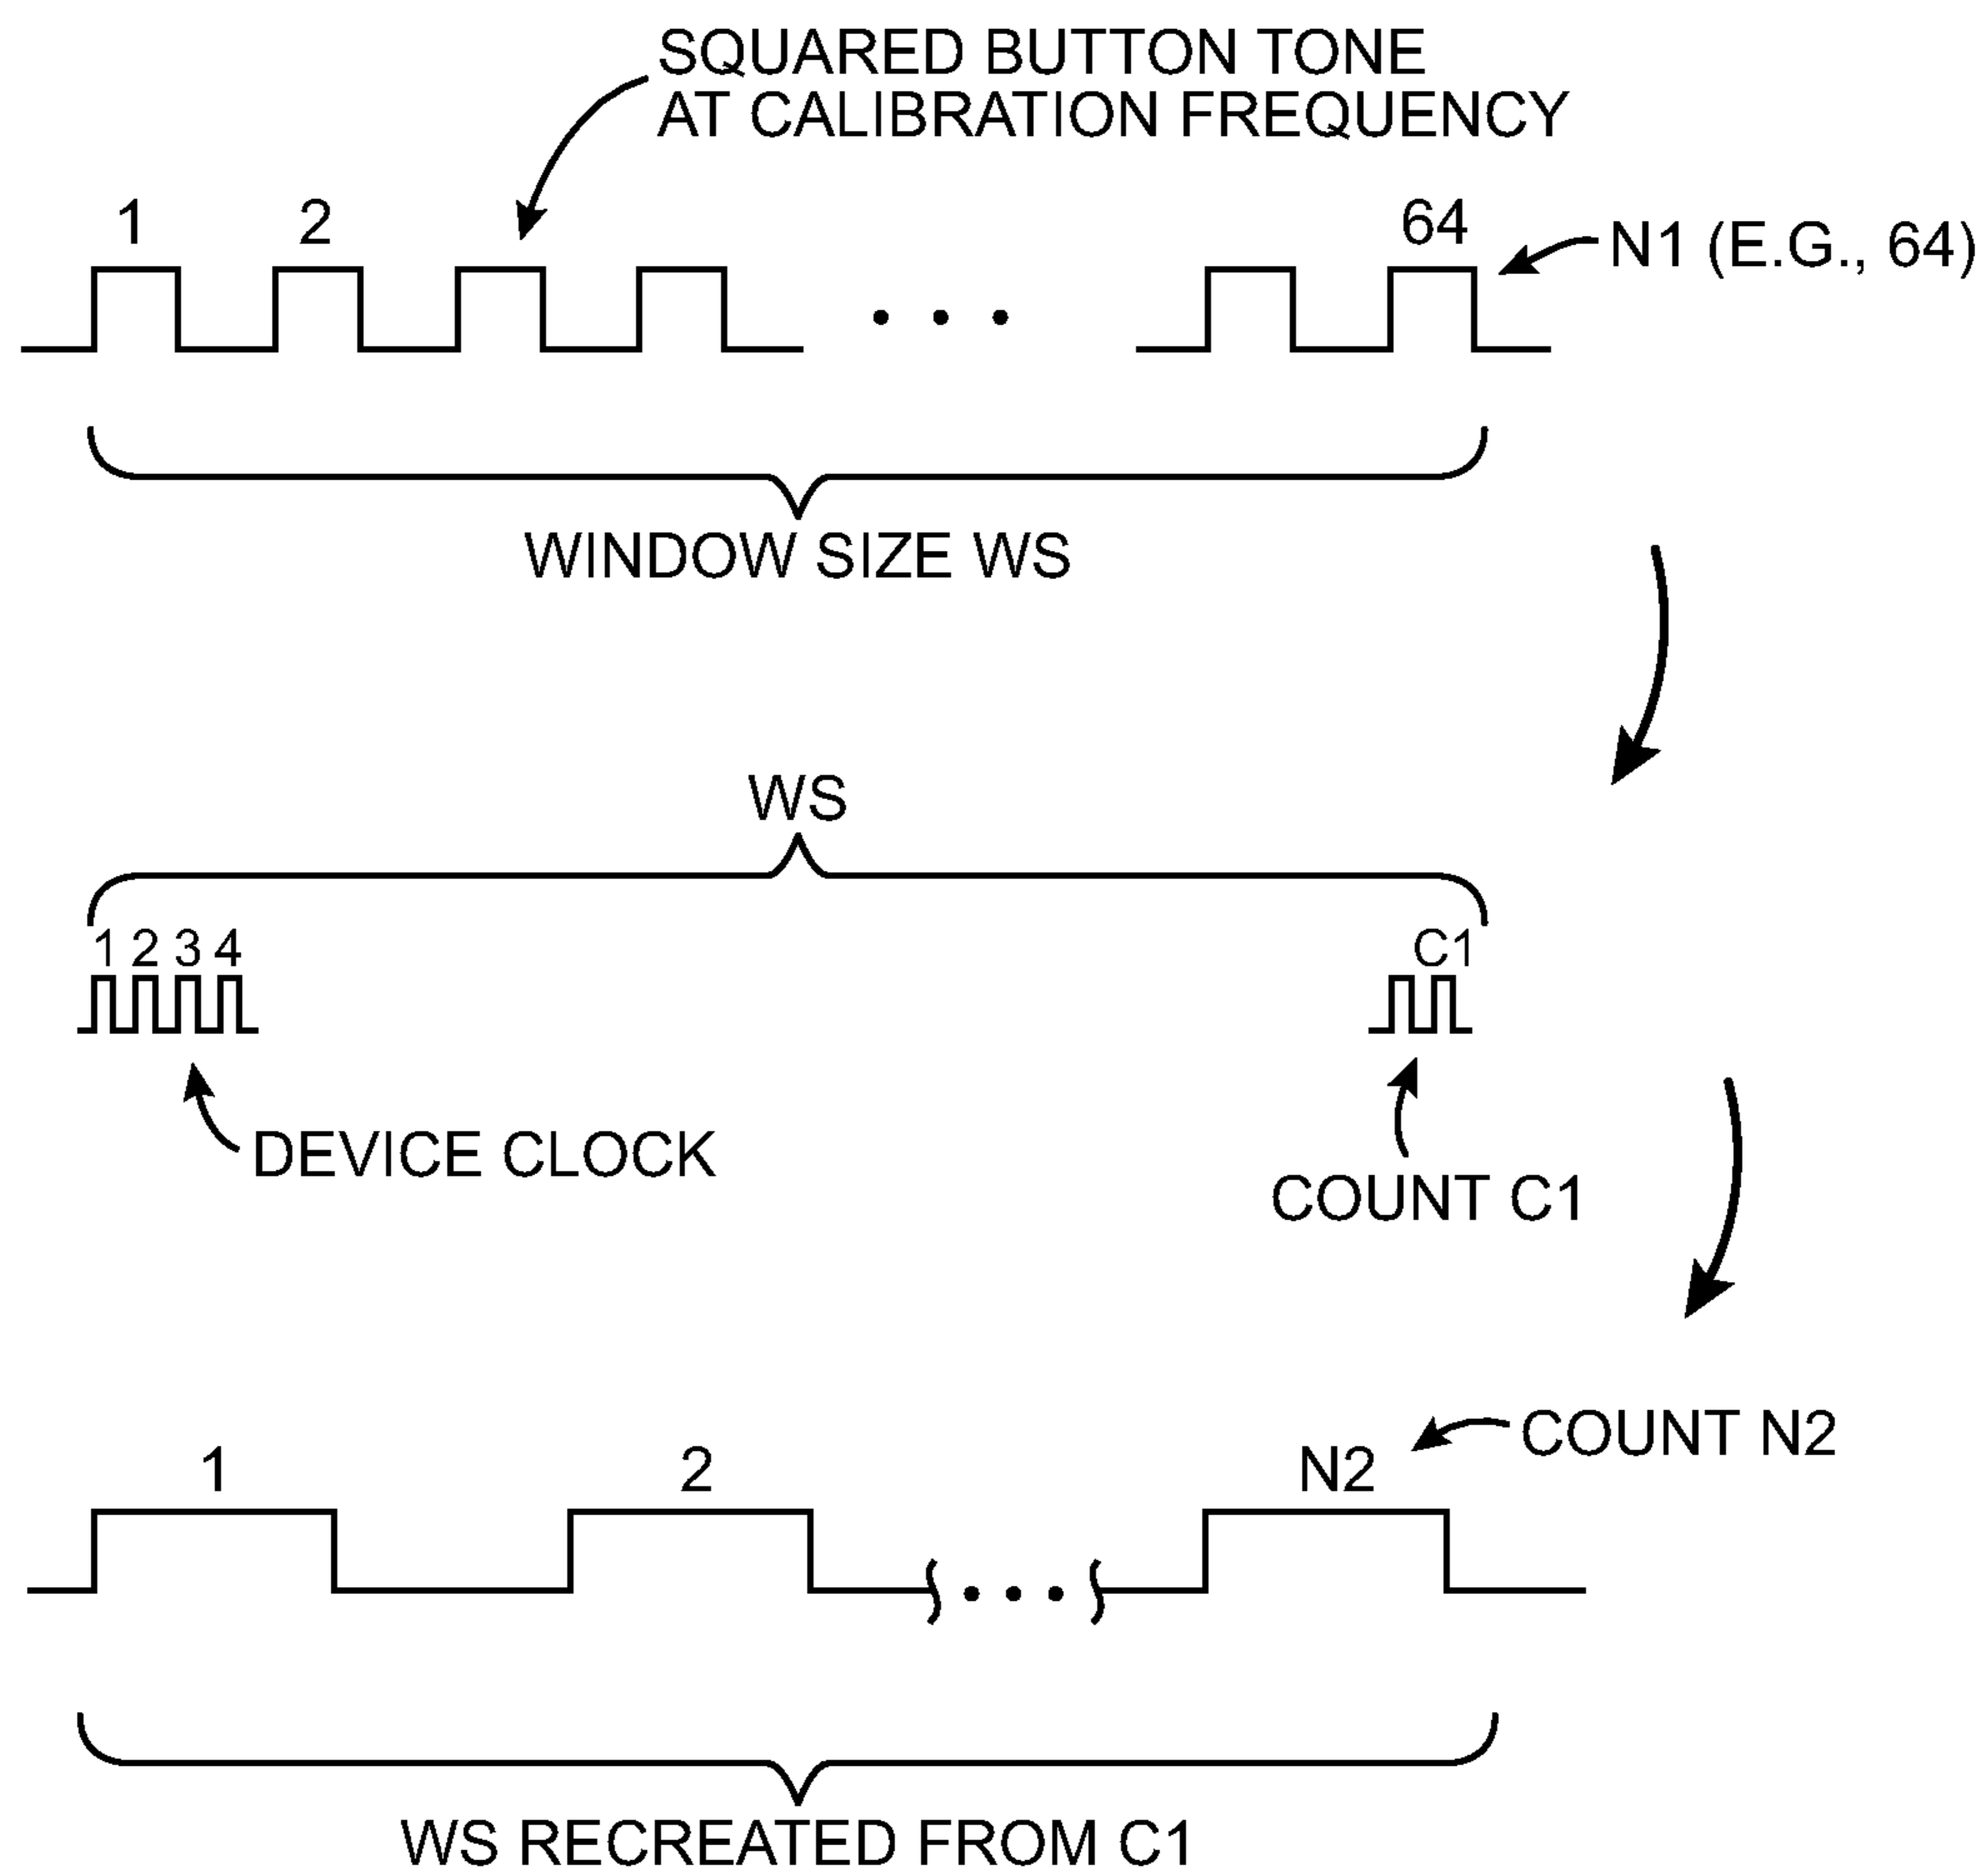 SQUARED BUTTON TONE
AT CALIBRATION FREQUENCY
1 2 64
N1 (E.G., 64)
WINDOW SIZE WS
WS
1 2 3 4 C1
DEVICE CLOCK
COUNT C1
COUNT N2
1 2 N2
WS RECREATED FROM C1